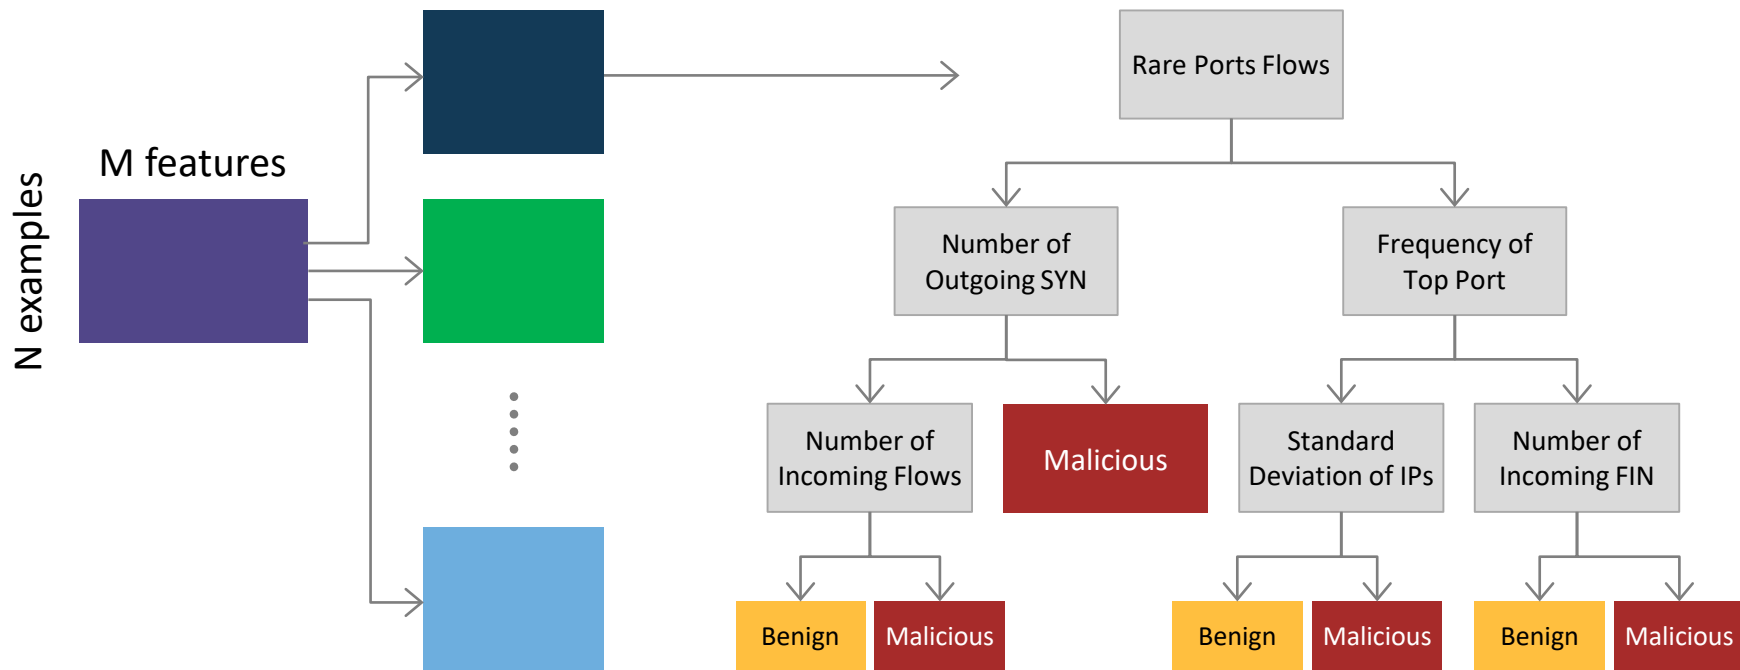 M features
N examples
Rare Ports Flows
Number of
Outgoing SYN
Frequency of
Top Port
Number of
Incoming Flows
Malicious
Standard
Deviation of IPs
Number of
Incoming FIN
Benign
Malicious
Benign
Malicious
Benign
Malicious